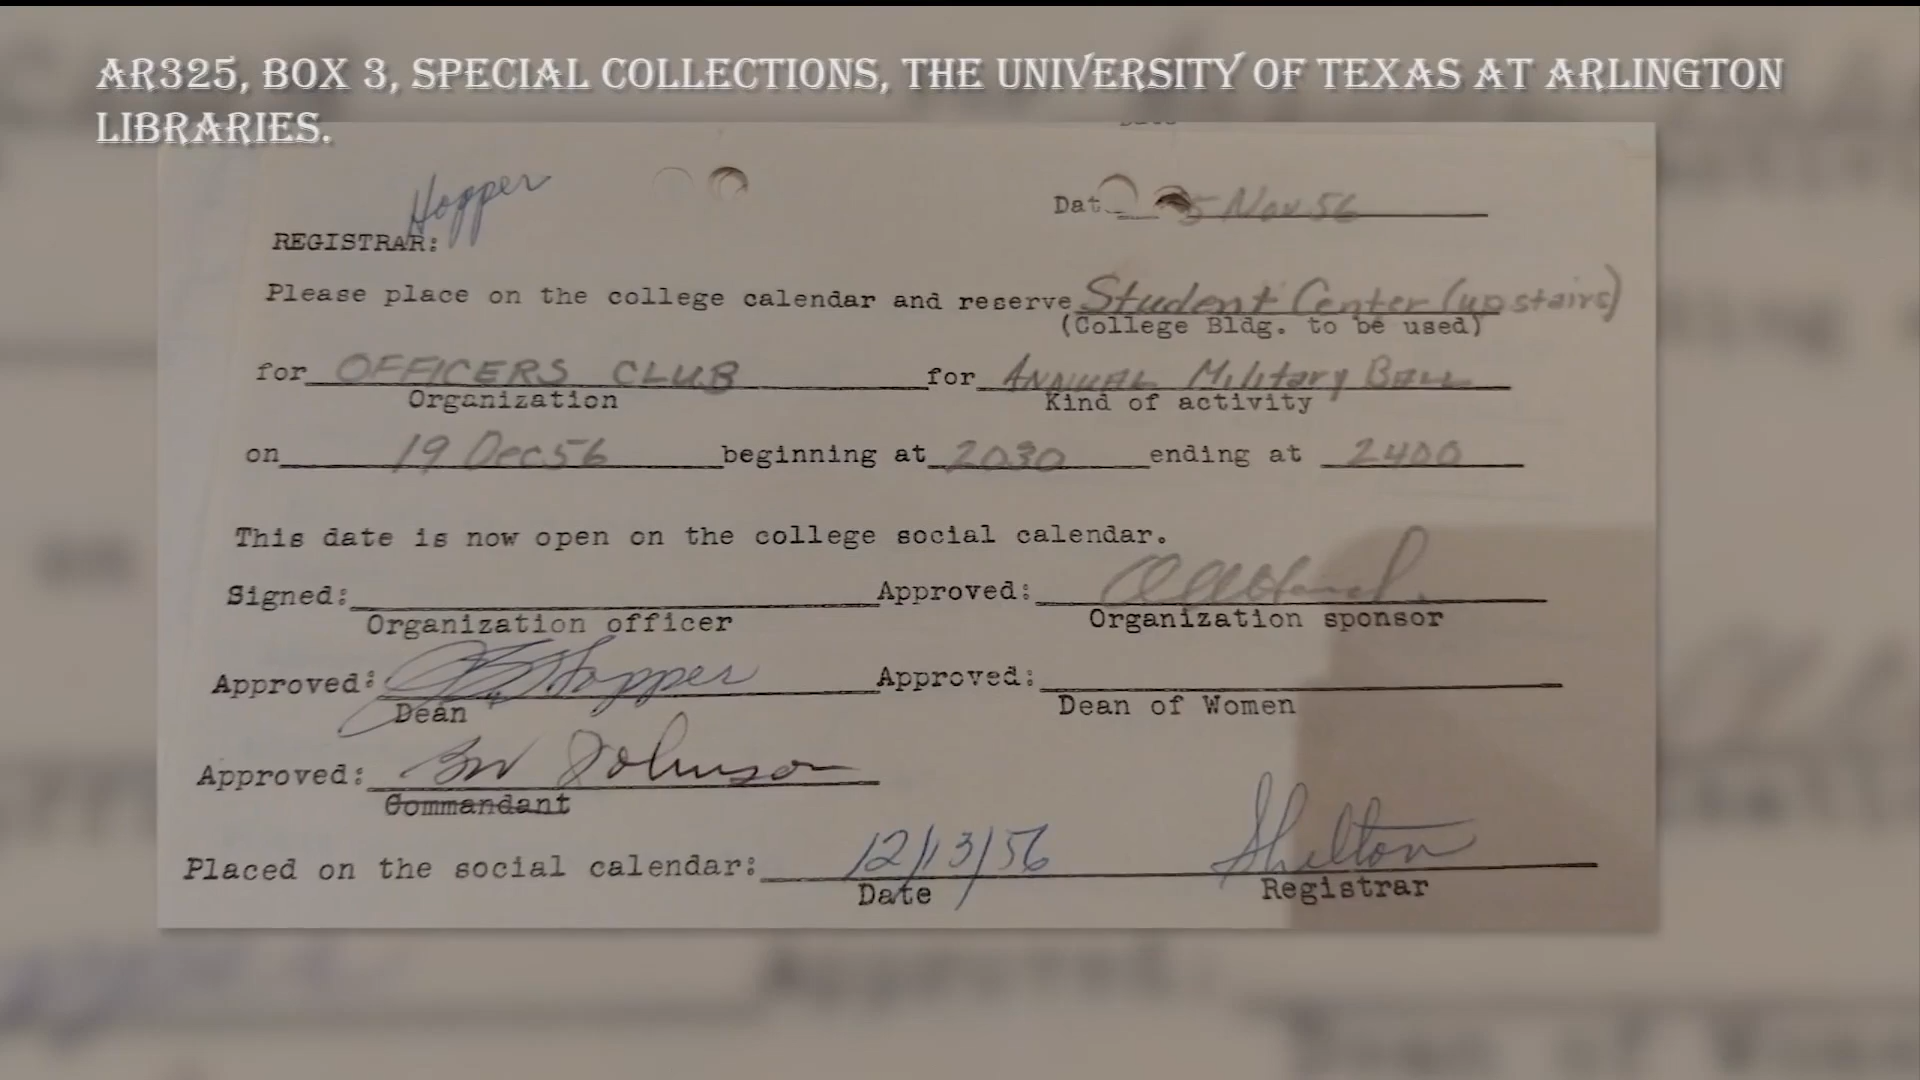 AR325, BOX 3, SPECIAL COLLECTIONS, THE UNIVERSITY OF TEXAS AT ARLINGTON
LIBRARIES.
Hopper
Dat 5 Nov 56
REGISTRAR:
Please place on the college calendar and reserve Student Center (upstairs)
(College Bldg. to be used)
for OFFICERS CLUB for ANNUAL Military BALL
Organization Kind of activity
on 19 Dec 56 beginning at 2030 ending at 2400
This date is now open on the college social calendar.
Signed: Approved:
Organization officer Organization sponsor
Approved: Hopper Approved:
Dean Dean of Women
Approved: Johnson
Commandant
Placed on the social calendar: 12/13/56 Shelton
Date Registrar